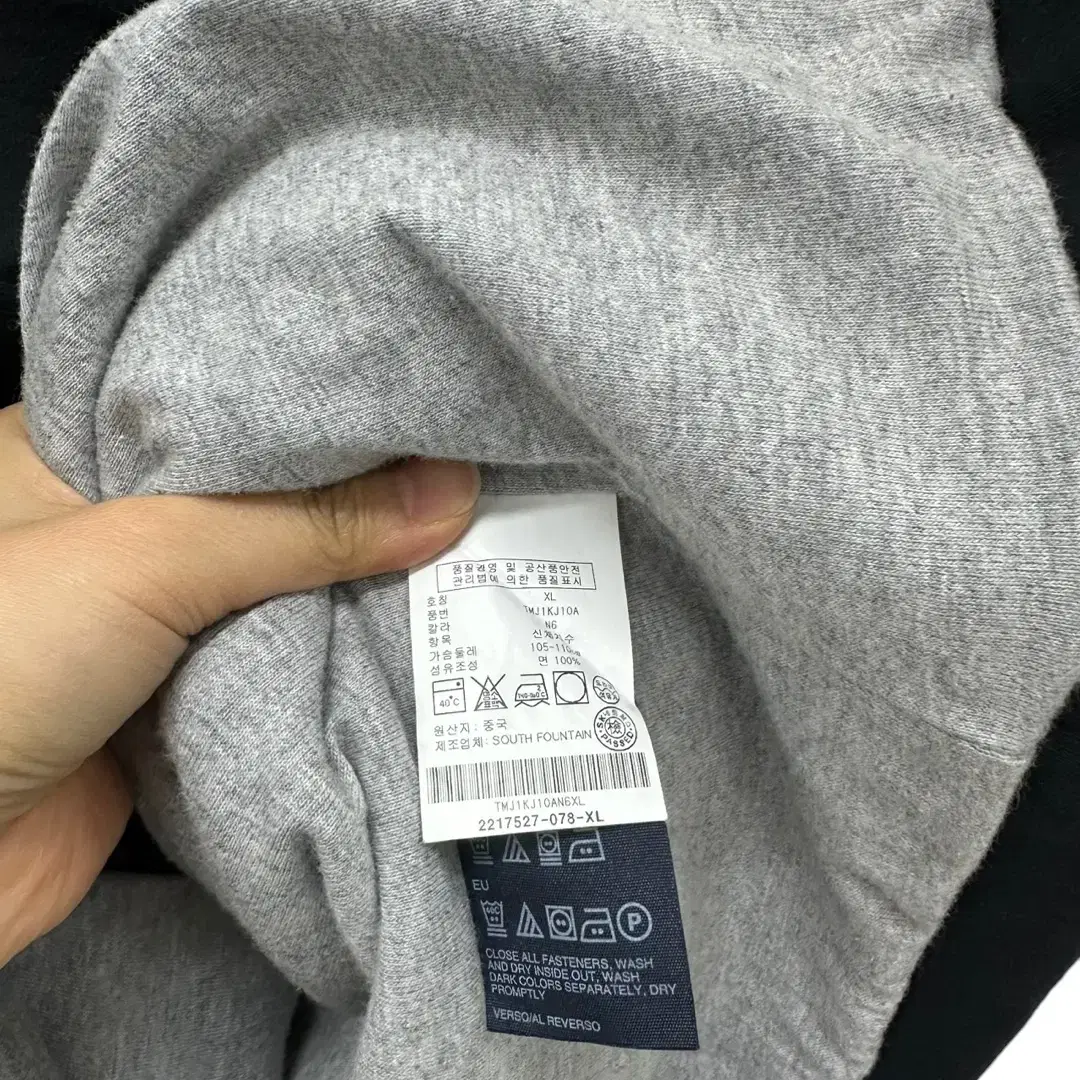 품질경영 및 공산품안전
관리법에 의한 품질표시
호칭 XL
품번 TMJ1KJ10A
칼라 N6
항목 신체치수
가슴둘레 105-110
섬유조성 면 100%
40°C
원산지: 중국
제조업체: SOUTH FOUNTAIN
PASSED
TMJ1KJ10AN6XL
2217527-078-XL
EU
40C
P
CLOSE ALL FASTENERS, WASH
AND DRY INSIDE OUT, WASH
DARK COLORS SEPARATELY, DRY
PROMPTLY
VERSO/AL REVERSO